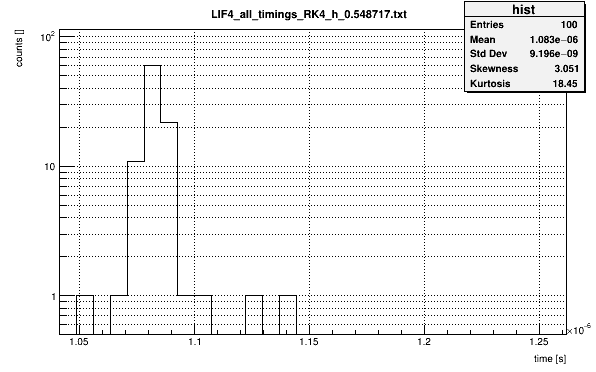 LIF4_all_timings_RK4_h_0.548717.txt
hist
Entries 100
Mean 1.083e−06
Std Dev 9.196e−09
Skewness 3.051
Kurtosis 18.45
counts []
10²
10
1
1.05 1.1 1.15 1.2 1.25
×10⁻⁶
time [s]